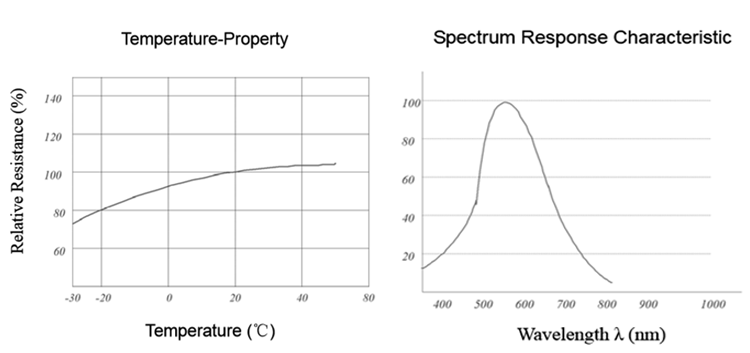 Temperature-Property
Relative Resistance (%)
140
120
100
80
60
-30 -20 0 20 40 80
Temperature (℃)
Spectrum Response Characteristic
100
80
60
40
20
400 500 600 700 800 900 1000
Wavelength λ (nm)